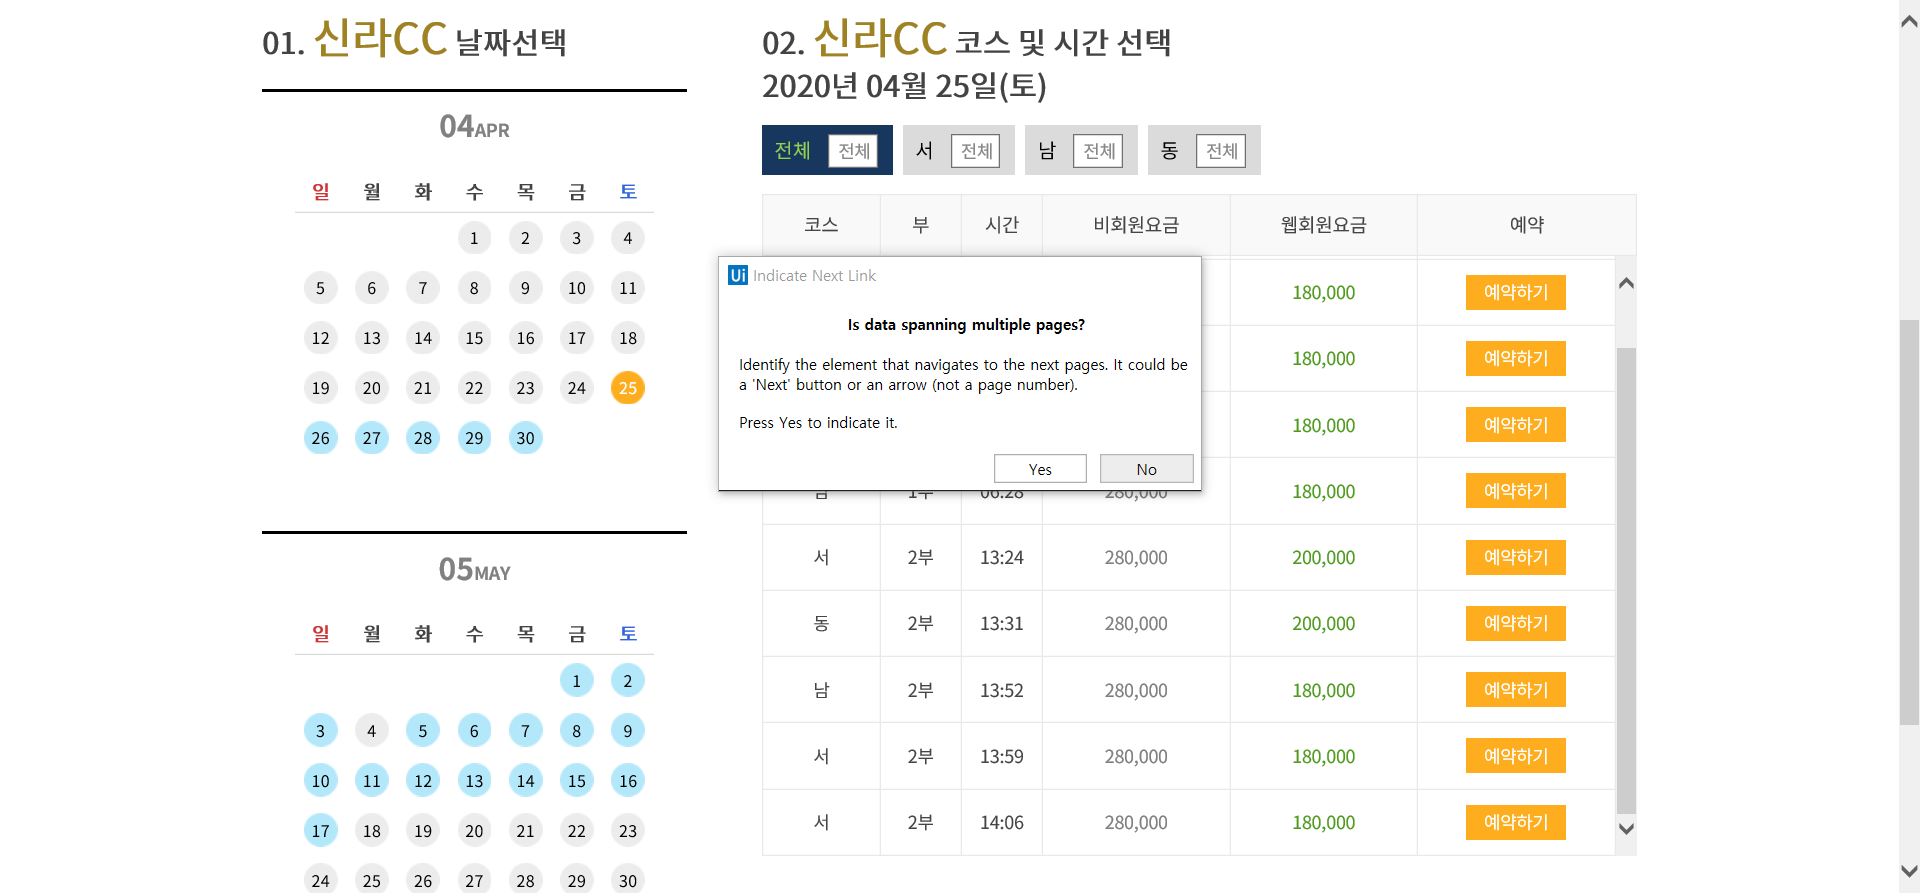 01. 신라CC 날짜선택
04APR
일 월 화 수 목 금 토
1 2 3 4
5 6 7 8 9 10 11
12 13 14 15 16 17 18
19 20 21 22 23 24 25
26 27 28 29 30
05MAY
일 월 화 수 목 금 토
1 2
3 4 5 6 7 8 9
10 11 12 13 14 15 16
17 18 19 20 21 22 23
24 25 26 27 28 29 30
02. 신라CC 코스 및 시간 선택
2020년 04월 25일(토)
전체 전체 서 전체 남 전체 동 전체
코스 부 시간 비회원요금 웹회원요금 예약
180,000 예약하기
180,000 예약하기
180,000 예약하기
Ui Indicate Next Link
Is data spanning multiple pages?
Identify the element that navigates to the next pages. It could be
a 'Next' button or an arrow (not a page number).
Press Yes to indicate it.
Yes No
남 1부 06:28 280,000 180,000 예약하기
서 2부 13:24 280,000 200,000 예약하기
동 2부 13:31 280,000 200,000 예약하기
남 2부 13:52 280,000 180,000 예약하기
서 2부 13:59 280,000 180,000 예약하기
서 2부 14:06 280,000 180,000 예약하기